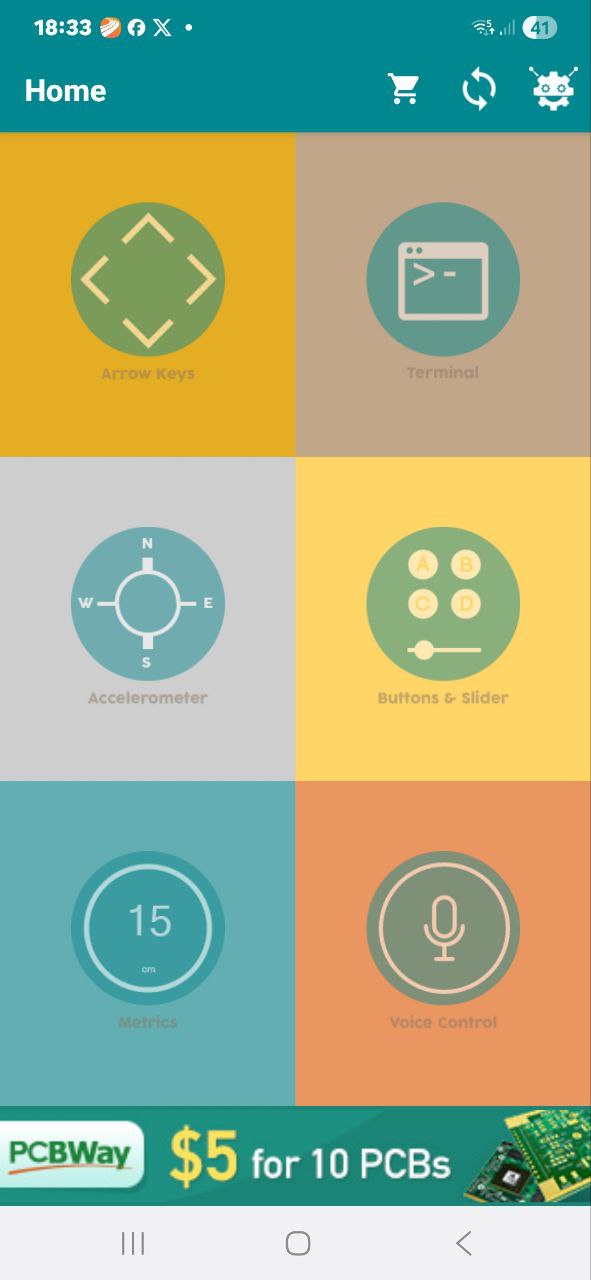 18:33
41
Home
Arrow Keys
>-
Terminal
N
W E
S
Accelerometer
A B
C D
Buttons & Slider
15
cm
Metrics
Voice Control
PCBWay $5 for 10 PCBs